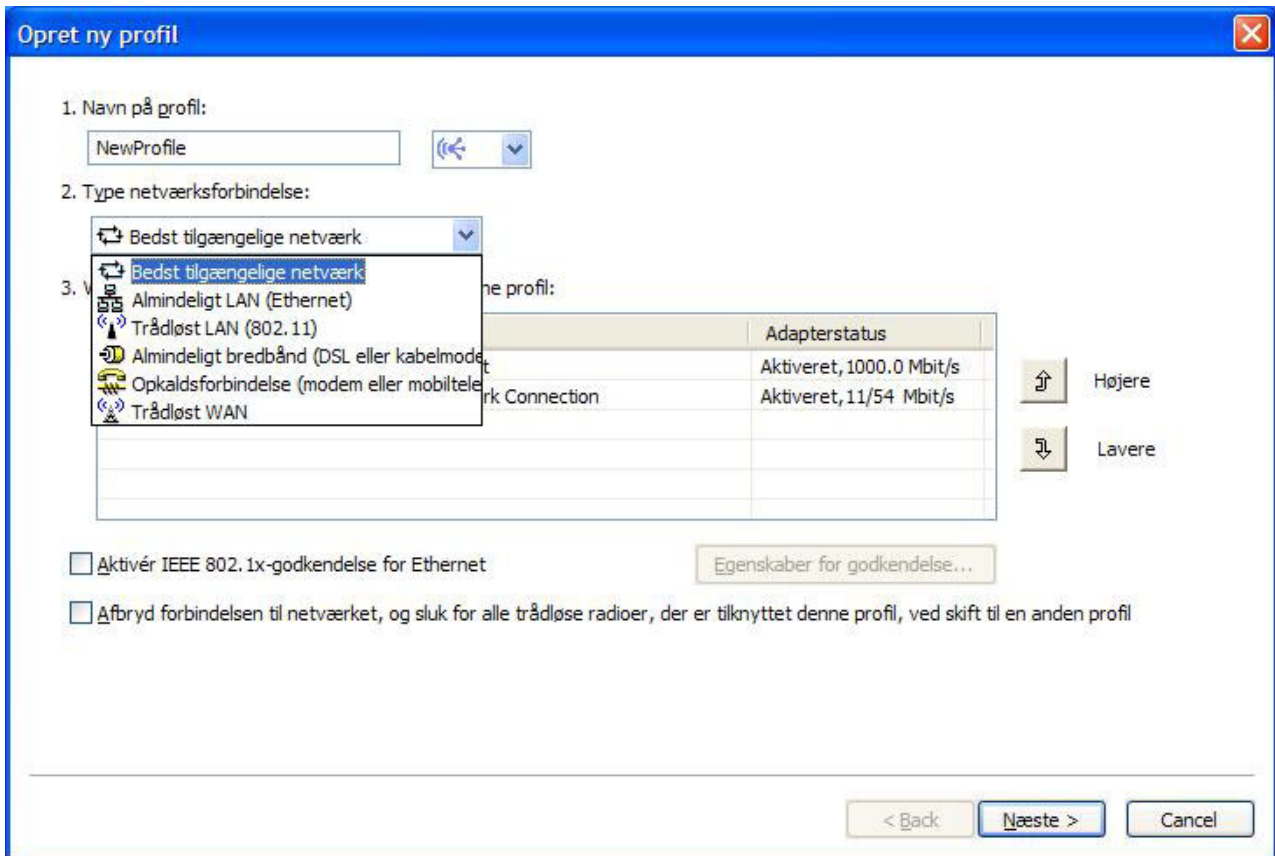 Opret ny profil
1. Navn på profil:
NewProfile
2. Type netværksforbindelse:
Bedst tilgængelige netværk
Bedst tilgængelige netværk
Almindeligt LAN (Ethernet)
Trådløst LAN (802.11)
Almindeligt bredbånd (DSL eller kabelmode
Opkaldsforbindelse (modem eller mobiltele
Trådløst WAN
3. ne profil:
Adapterstatus
t Aktiveret,1000.0 Mbit/s
rk Connection Aktiveret,11/54 Mbit/s
Højere
Lavere
Aktivér IEEE 802.1x-godkendelse for Ethernet Egenskaber for godkendelse...
Afbryd forbindelsen til netværket, og sluk for alle trådløse radioer, der er tilknyttet denne profil, ved skift til en anden profil
< Back Næste > Cancel